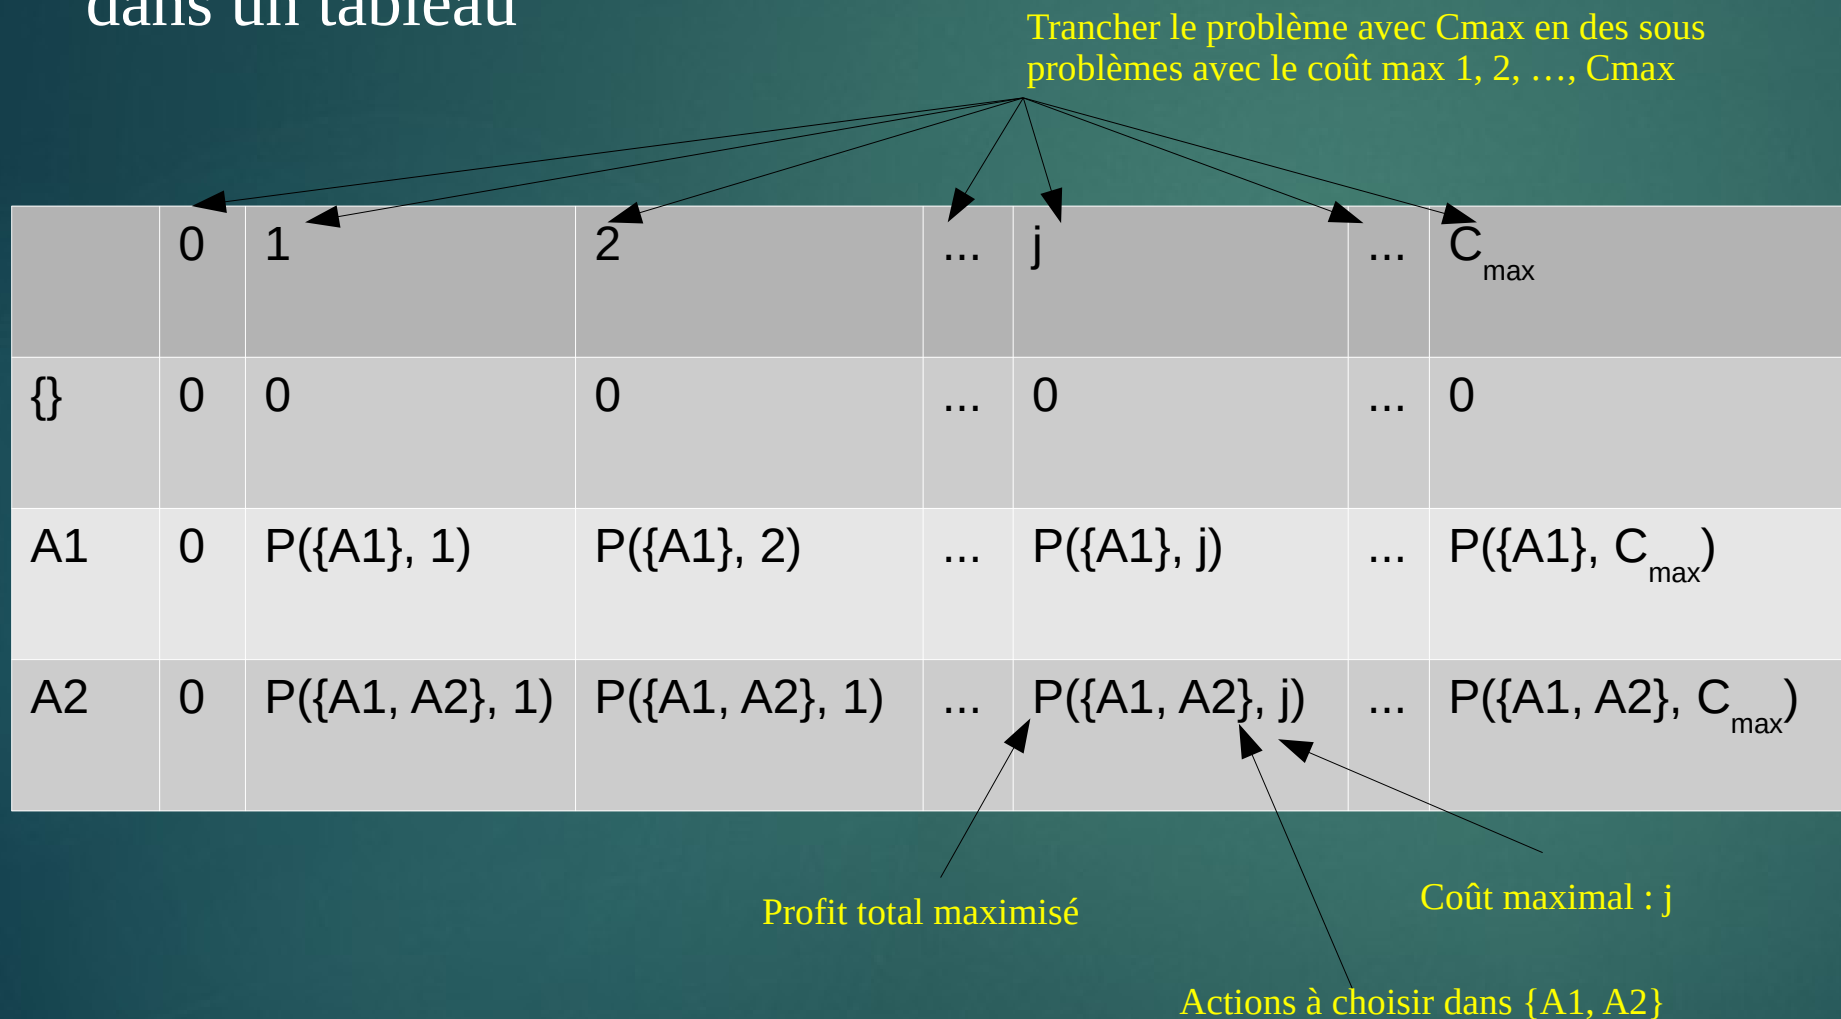 dans un tableau
Trancher le problème avec Cmax en des sous
problèmes avec le coût max 1, 2, …, Cmax
0 1 2 ... j ... Cmax
{} 0 0 0 ... 0 ... 0
A1 0 P({A1}, 1) P({A1}, 2) ... P({A1}, j) ... P({A1}, Cmax)
A2 0 P({A1, A2}, 1) P({A1, A2}, 1) ... P({A1, A2}, j) ... P({A1, A2}, Cmax)
Profit total maximisé
Coût maximal : j
Actions à choisir dans {A1, A2}